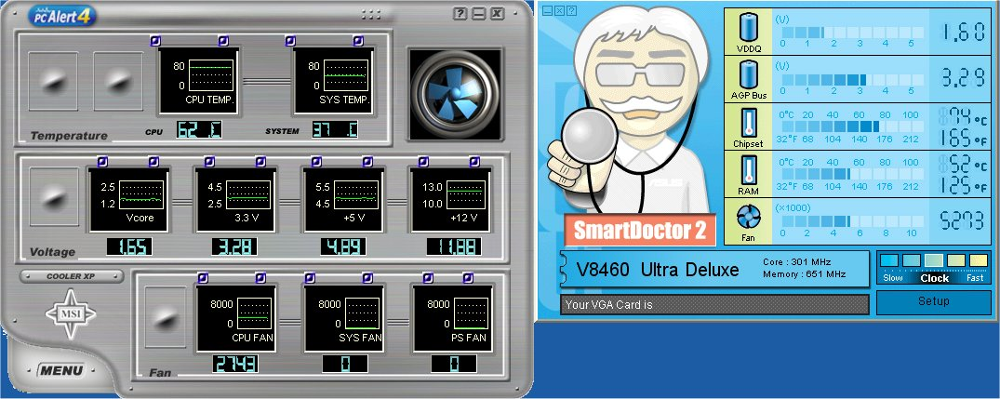 PC Alert 4
80
0
CPU TEMP.
80
0
SYS TEMP.
Temperature
CPU 62 .C
SYSTEM 37 .C
2.5
1.2
Vcore
4.5
2.5
3.3 V
5.5
4.5
+5 V
13.0
10.0
+12 V
Voltage
1.65
3.28
4.89
11.88
COOLER XP
MSI
MENU
8000
0
CPU FAN
8000
0
SYS FAN
8000
0
PS FAN
Fan
2743
0
0
SmartDoctor 2
VDDQ
(V)
0 1 2 3 4 5
1.60
AGP Bus
(V)
0 1 2 3 4 5
3.29
Chipset
0°C 20 40 60 80 100
32°F 68 104 140 176 212
74 °C
165 °F
RAM
0°C 20 40 60 80 100
32°F 68 104 140 176 212
52 °C
125 °F
Fan
(×1000)
0 2 4 6 8 10
5273
V8460 Ultra Deluxe
Core : 301 MHz
Memory : 651 MHz
Slow Clock Fast
Your VGA Card is
Setup